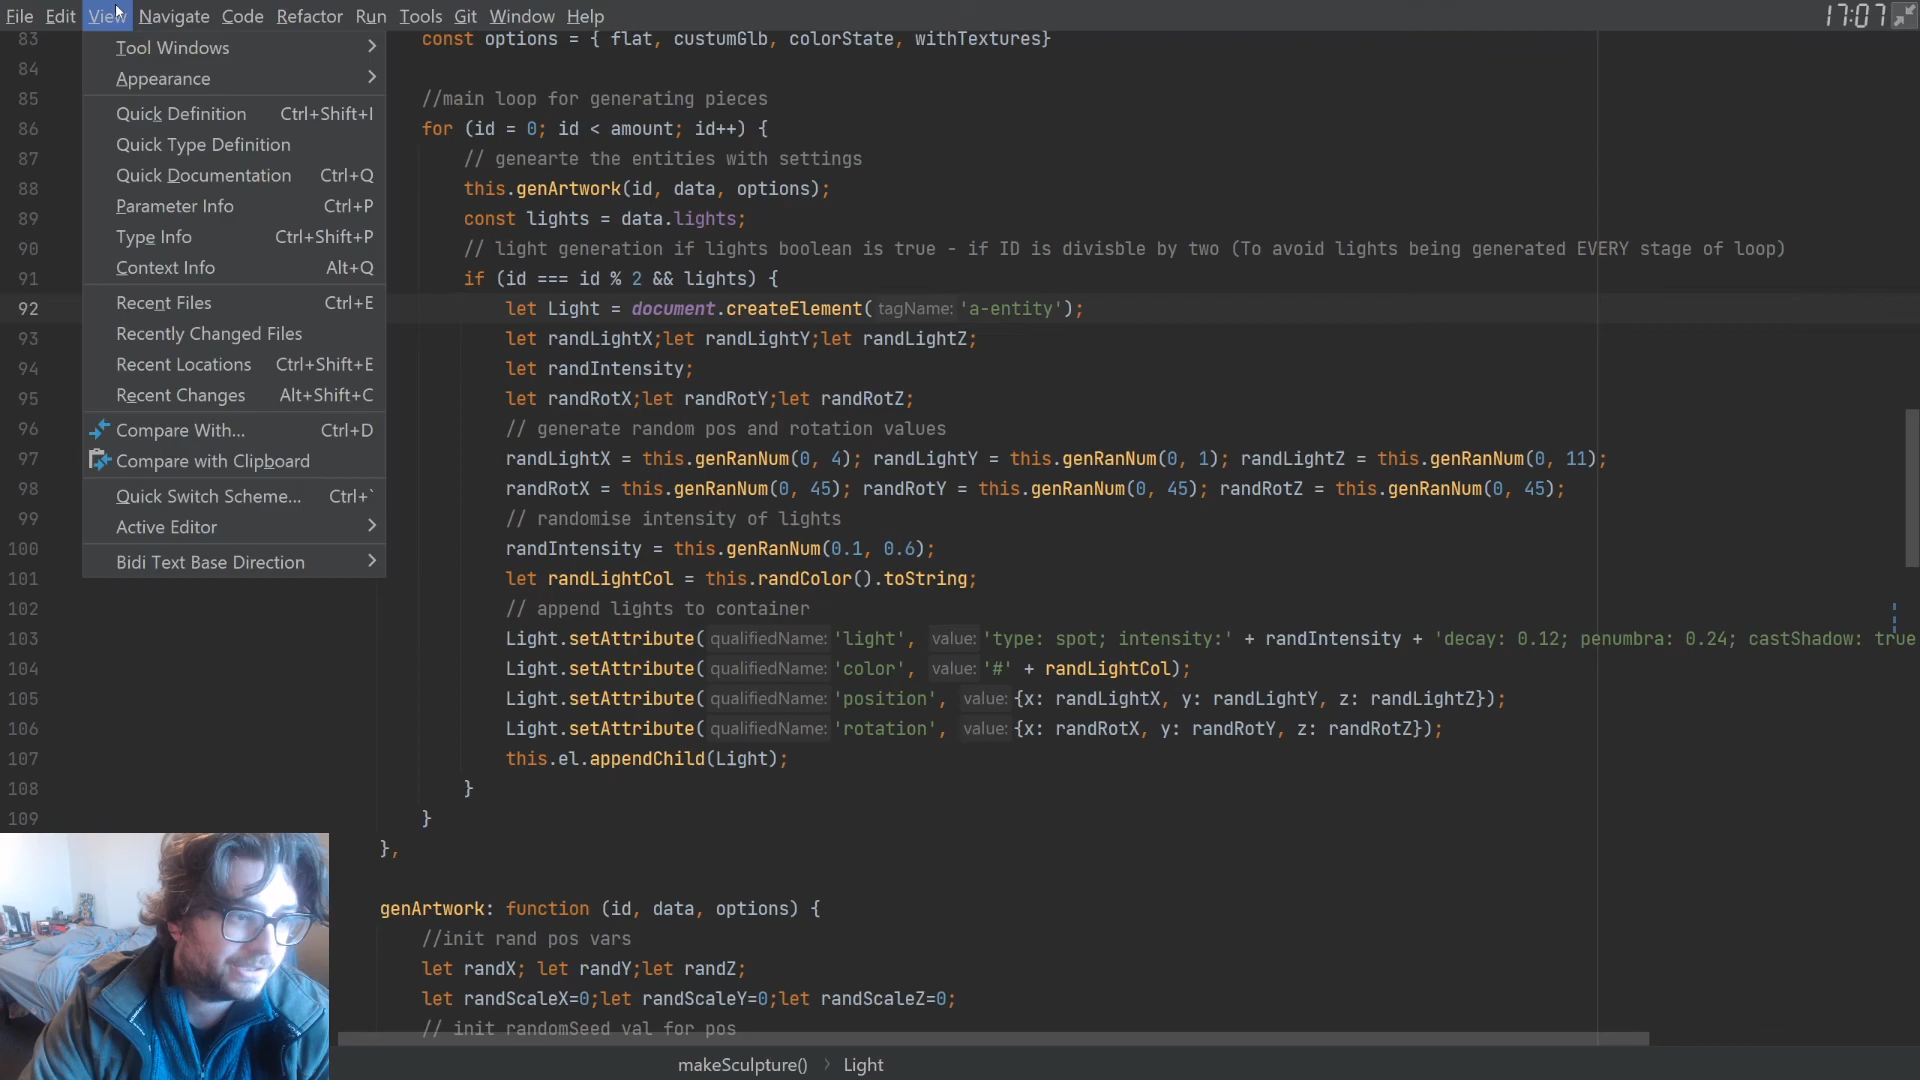 File Edit View Navigate Code Refactor Run Tools Git Window Help 17:07
Tool Windows
Appearance
Quick Definition Ctrl+Shift+I
Quick Type Definition
Quick Documentation Ctrl+Q
Parameter Info Ctrl+P
Type Info Ctrl+Shift+P
Context Info Alt+Q
Recent Files Ctrl+E
Recently Changed Files
Recent Locations Ctrl+Shift+E
Recent Changes Alt+Shift+C
Compare With... Ctrl+D
Compare with Clipboard
Quick Switch Scheme... Ctrl+`
Active Editor
Bidi Text Base Direction
83 const options = { flat, custumGlb, colorState, withTextures}
84
85 //main loop for generating pieces
86 for (id = 0; id < amount; id++) {
87 // genearte the entities with settings
88 this.genArtwork(id, data, options);
89 const lights = data.lights;
90 // light generation if lights boolean is true - if ID is divisble by two (To avoid lights being generated EVERY stage of loop)
91 if (id === id % 2 && lights) {
92 let Light = document.createElement( tagName: 'a-entity');
93 let randLightX;let randLightY;let randLightZ;
94 let randIntensity;
95 let randRotX;let randRotY;let randRotZ;
96 // generate random pos and rotation values
97 randLightX = this.genRanNum(0, 4); randLightY = this.genRanNum(0, 1); randLightZ = this.genRanNum(0, 11);
98 randRotX = this.genRanNum(0, 45); randRotY = this.genRanNum(0, 45); randRotZ = this.genRanNum(0, 45);
99 // randomise intensity of lights
100 randIntensity = this.genRanNum(0.1, 0.6);
101 let randLightCol = this.randColor().toString;
102 // append lights to container
103 Light.setAttribute( qualifiedName: 'light', value: 'type: spot; intensity:' + randIntensity + 'decay: 0.12; penumbra: 0.24; castShadow: true
104 Light.setAttribute( qualifiedName: 'color', value: '#' + randLightCol);
105 Light.setAttribute( qualifiedName: 'position', value: {x: randLightX, y: randLightY, z: randLightZ});
106 Light.setAttribute( qualifiedName: 'rotation', value: {x: randRotX, y: randRotY, z: randRotZ});
107 this.el.appendChild(Light);
108 }
109 }
},
genArtwork: function (id, data, options) {
//init rand pos vars
let randX; let randY;let randZ;
let randScaleX=0;let randScaleY=0;let randScaleZ=0;
// init randomSeed val for pos
makeSculpture() › Light